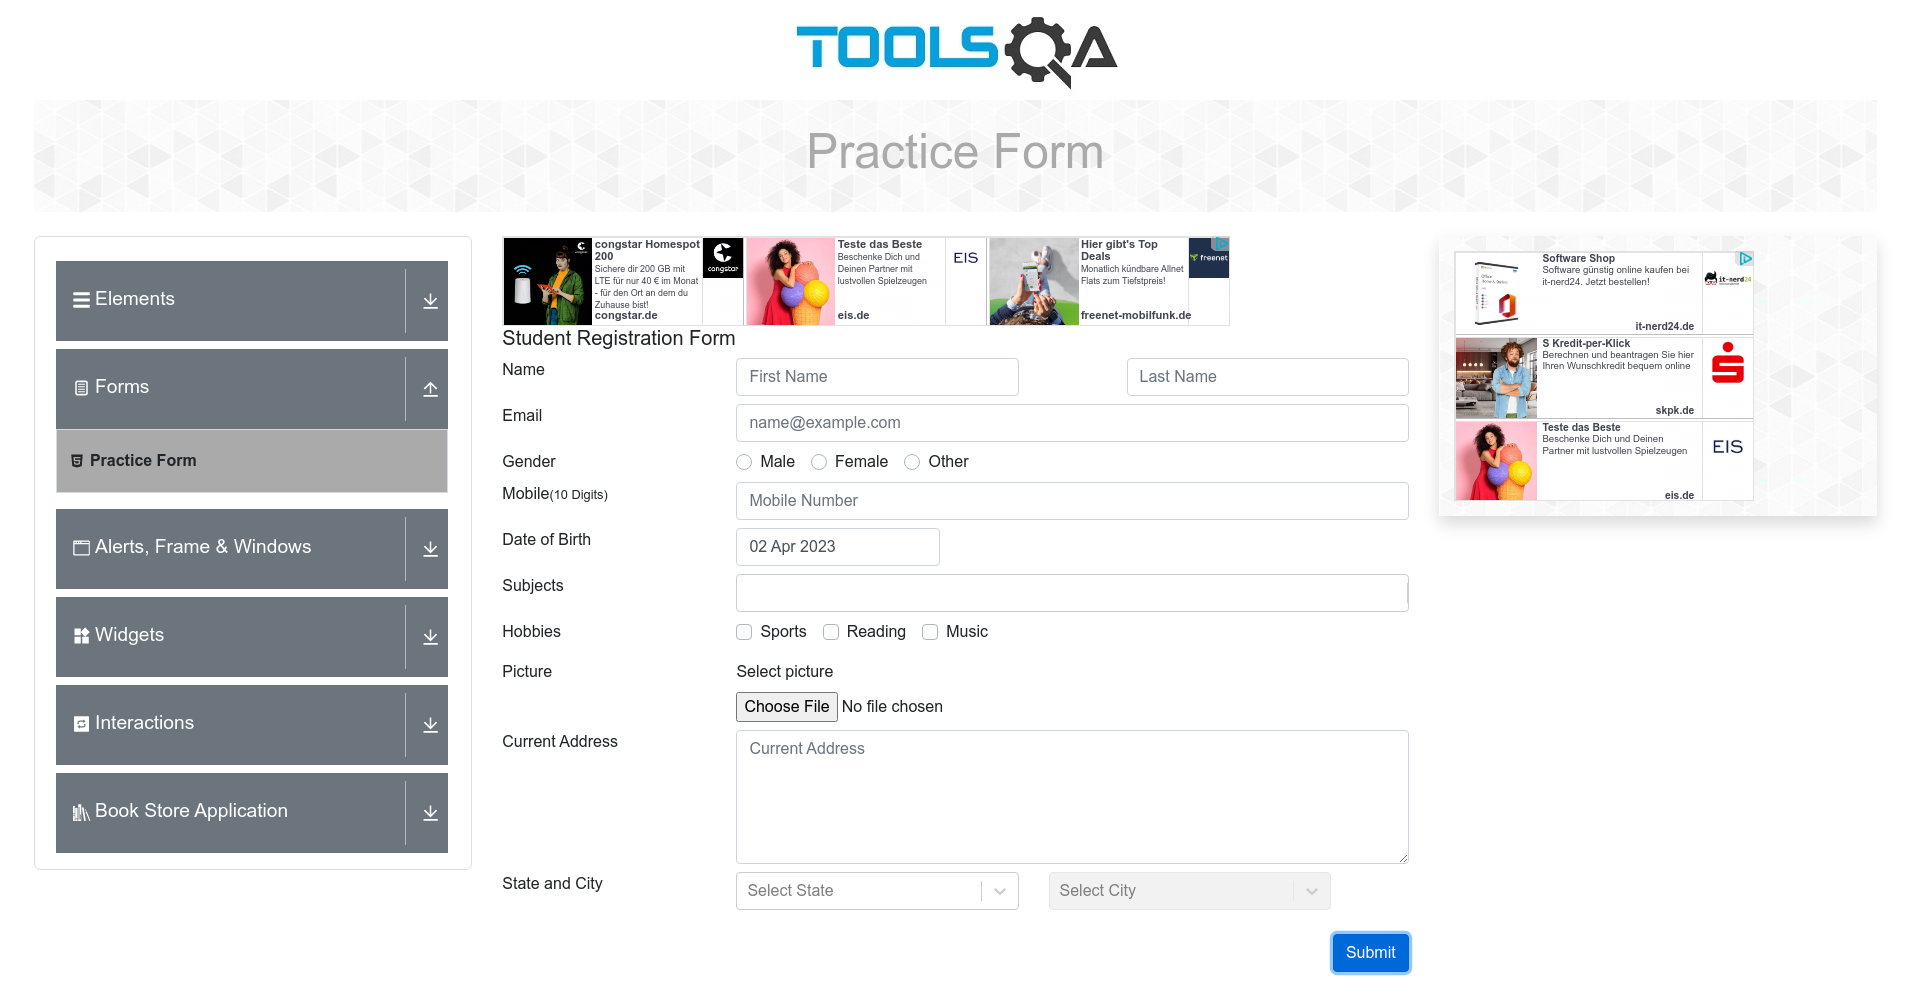 TOOLSQA
Practice Form
Elements
Forms
Practice Form
Alerts, Frame & Windows
Widgets
Interactions
Book Store Application
congstar Homespot
200
Sichere dir 200 GB mit
LTE für nur 40 € im Monat
- für den Ort an dem du
Zuhause bist!
congstar.de
congstar
Teste das Beste
Beschenke Dich und
Deinen Partner mit
lustvollen Spielzeugen
eis.de
EIS
Hier gibt's Top
Deals
Monatlich kündbare Allnet
Flats zum Tiefstpreis!
freenet-mobilfunk.de
freenet
Student Registration Form
Name
First Name
Last Name
Email
name@example.com
Gender
Male
Female
Other
Mobile(10 Digits)
Mobile Number
Date of Birth
02 Apr 2023
Subjects
Hobbies
Sports
Reading
Music
Picture
Select picture
Choose File No file chosen
Current Address
Current Address
State and City
Select State
Select City
Submit
Software Shop
Software günstig online kaufen bei
it-nerd24. Jetzt bestellen!
it-nerd24.de
it-nerd24
Office
S Kredit-per-Klick
Berechnen und beantragen Sie hier
Ihren Wunschkredit bequem online
skpk.de
Teste das Beste
Beschenke Dich und Deinen
Partner mit lustvollen Spielzeugen
eis.de
EIS